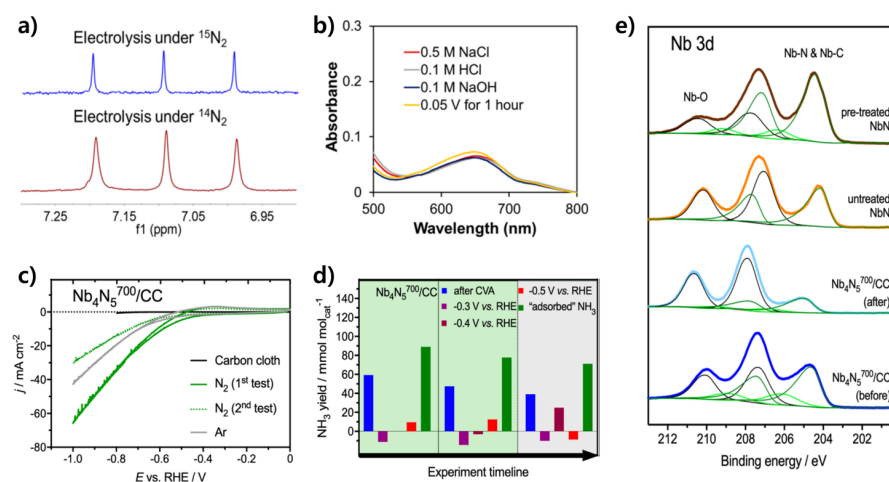 a)
Electrolysis under ¹⁵N₂
Electrolysis under ¹⁴N₂
7.25 7.15 7.05 6.95
f1 (ppm)
b)
Absorbance
0.3
0.2
0.1
0
0.5 M NaCl
0.1 M HCl
0.1 M NaOH
0.05 V for 1 hour
500 600 700 800
Wavelength (nm)
c)
Nb₄N₅⁷⁰⁰/CC
j / mA cm⁻²
20
0
-20
-40
-60
-80
Carbon cloth
N₂ (1ˢᵗ test)
N₂ (2ⁿᵈ test)
Ar
-1.0 -0.8 -0.6 -0.4 -0.2 0
E vs. RHE / V
d)
NH₃ yield / mmol mol꜀ₐₜ⁻¹
140
120
100
80
60
40
20
0
-20
Nb₄N₅⁷⁰⁰/CC
after CVA
-0.3 V vs. RHE
-0.4 V vs. RHE
-0.5 V vs. RHE
"adsorbed" NH₃
Experiment timeline
e)
Nb 3d
Nb-N & Nb-C
Nb-O
pre-treated
NbN
untreated
NbN
Nb₄N₅⁷⁰⁰/CC
(after)
Nb₄N₅⁷⁰⁰/CC
(before)
212 210 208 206 204 202
Binding energy / eV